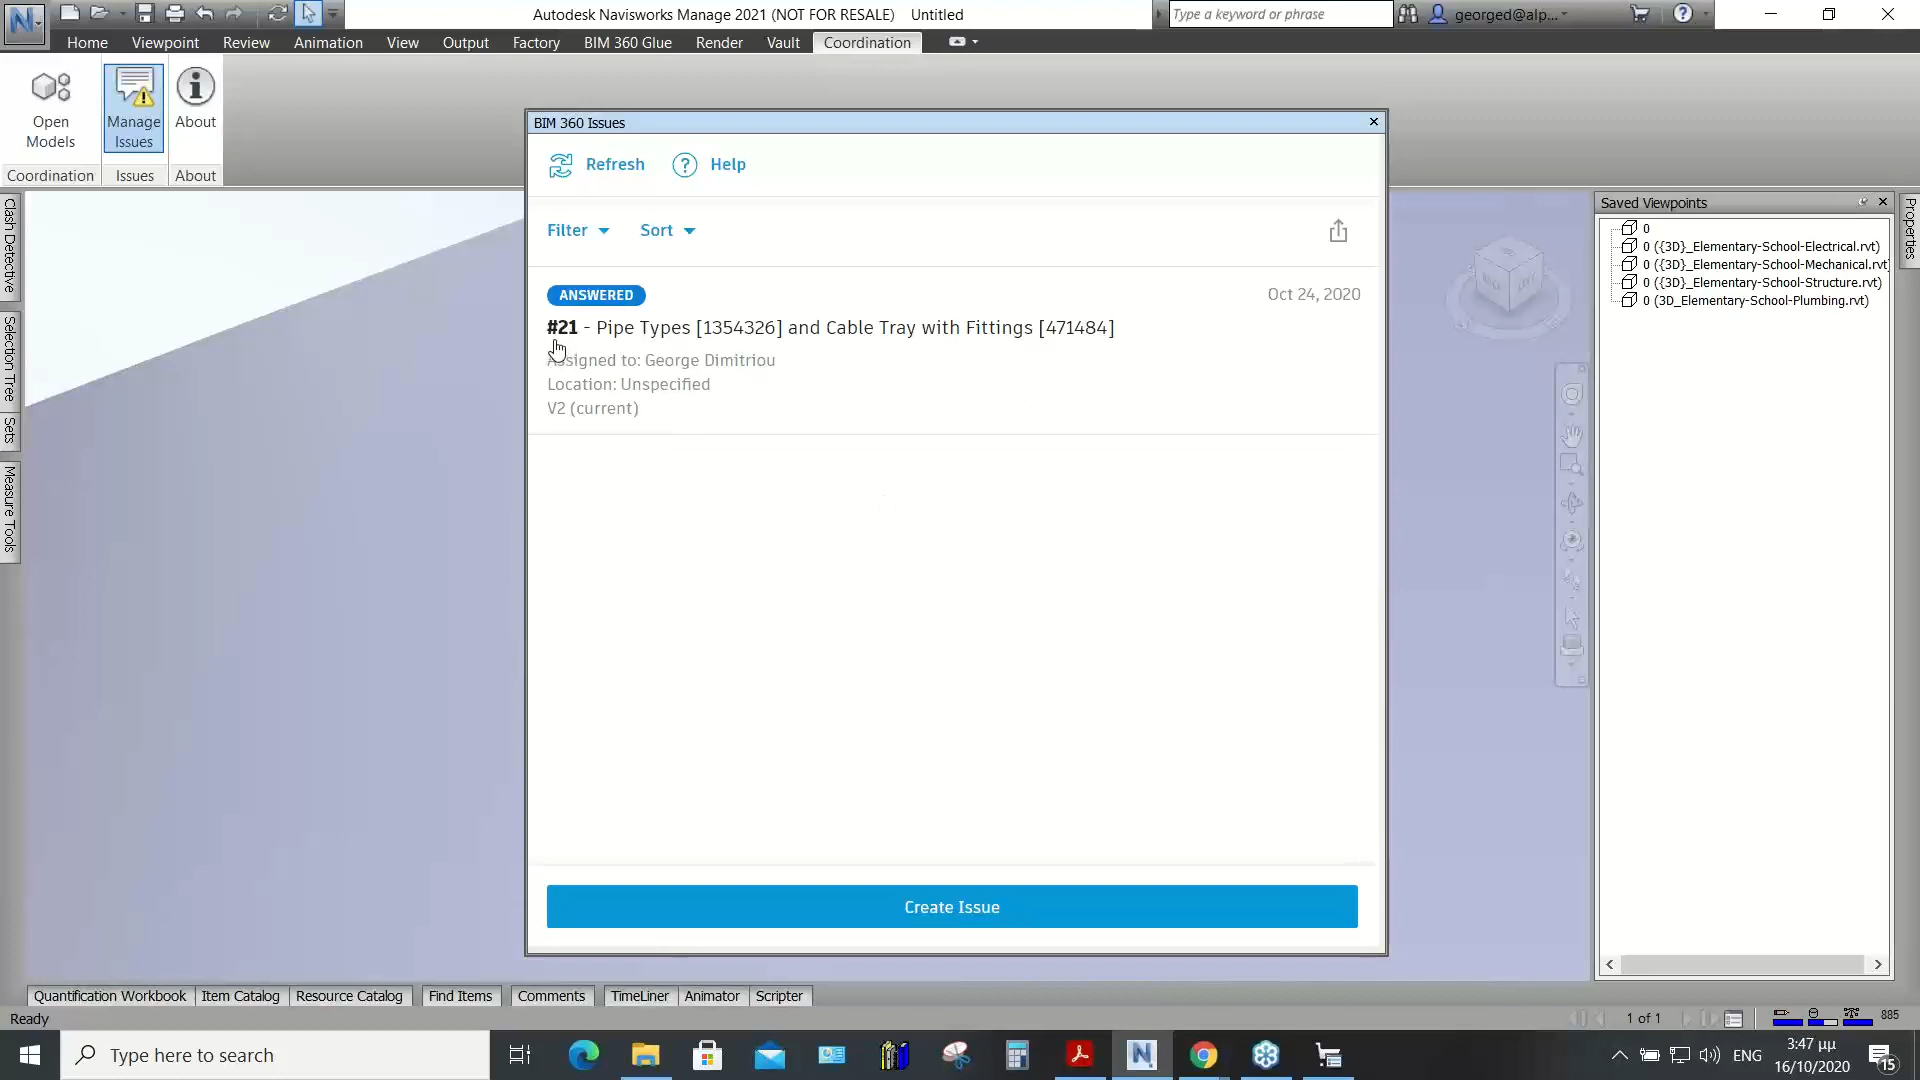 Autodesk Navisworks Manage 2021 (NOT FOR RESALE) Untitled
Type a keyword or phrase
georged@alp...
Home Viewpoint Review Animation View Output Factory BIM 360 Glue Render Vault Coordination
Open Models
Manage Issues
About
Coordination
Issues
About
Clash Detective
Selection Tree
Sets
Measure Tools
BIM 360 Issues
Refresh
Help
Filter
Sort
ANSWERED
Oct 24, 2020
#21 - Pipe Types [1354326] and Cable Tray with Fittings [471484]
Assigned to: George Dimitriou
Location: Unspecified
V2 (current)
Create Issue
Saved Viewpoints
0
0 ({3D}_Elementary-School-Electrical.rvt)
0 ({3D}_Elementary-School-Mechanical.rvt
0 ({3D}_Elementary-School-Structure.rvt)
0 (3D_Elementary-School-Plumbing.rvt)
Properties
Quantification Workbook Item Catalog Resource Catalog Find Items Comments TimeLiner Animator Scripter
Ready
1 of 1
885
Type here to search
ENG
3:47 μμ
16/10/2020
15